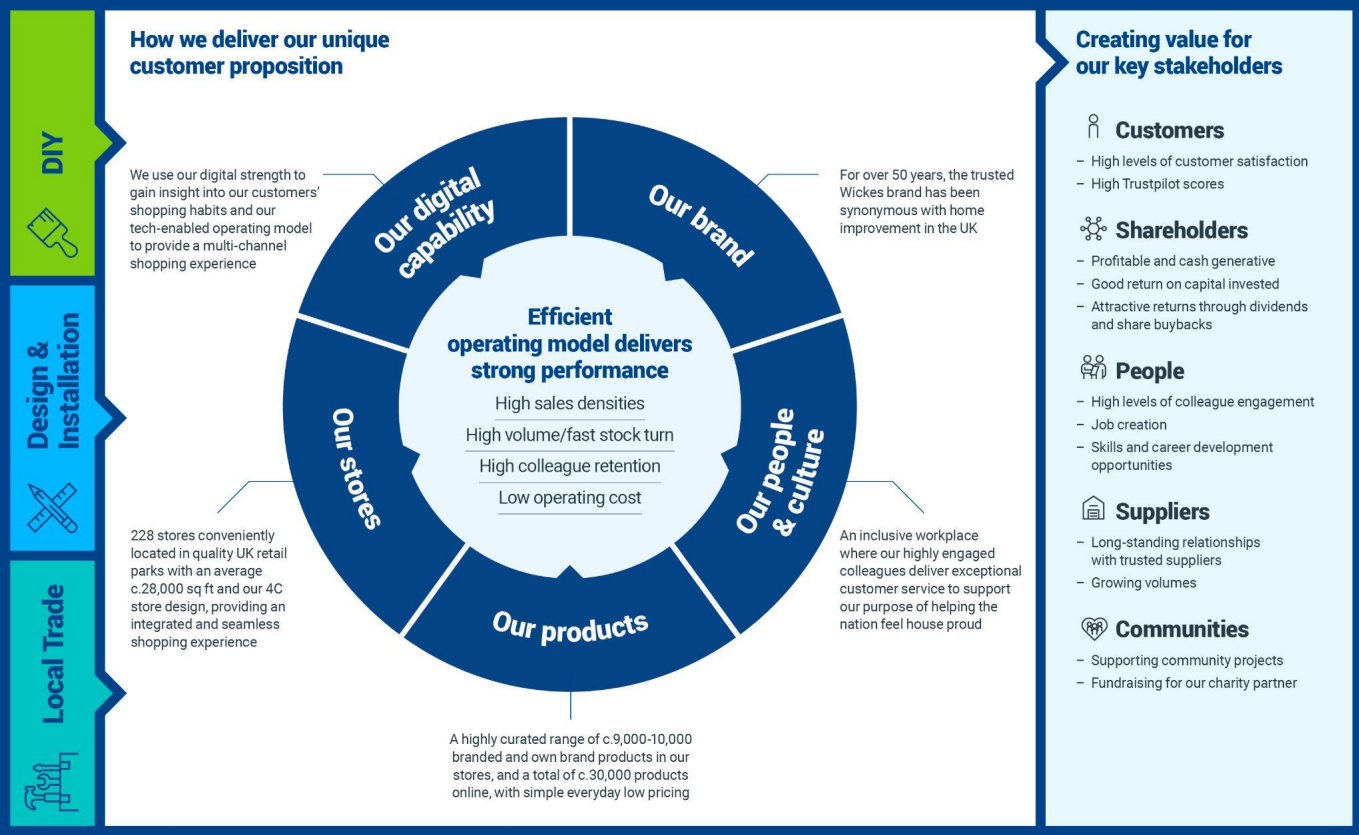 DIY
Design &
Installation
Local Trade
How we deliver our unique
customer proposition
We use our digital strength to
gain insight into our customers’
shopping habits and our
tech-enabled operating model
to provide a multi-channel
shopping experience
Our digital
capability
Our brand
For over 50 years, the trusted
Wickes brand has been
synonymous with home
improvement in the UK
Efficient
operating model delivers
strong performance
High sales densities
High volume/fast stock turn
High colleague retention
Low operating cost
Our stores
228 stores conveniently
located in quality UK retail
parks with an average
c.28,000 sq ft and our 4C
store design, providing an
integrated and seamless
shopping experience
Our people
& culture
An inclusive workplace
where our highly engaged
colleagues deliver exceptional
customer service to support
our purpose of helping the
nation feel house proud
Our products
A highly curated range of c.9,000-10,000
branded and own brand products in our
stores, and a total of c.30,000 products
online, with simple everyday low pricing
Creating value for
our key stakeholders
Customers
– High levels of customer satisfaction
– High Trustpilot scores
Shareholders
– Profitable and cash generative
– Good return on capital invested
– Attractive returns through dividends
and share buybacks
People
– High levels of colleague engagement
– Job creation
– Skills and career development
opportunities
Suppliers
– Long-standing relationships
with trusted suppliers
– Growing volumes
Communities
– Supporting community projects
– Fundraising for our charity partner